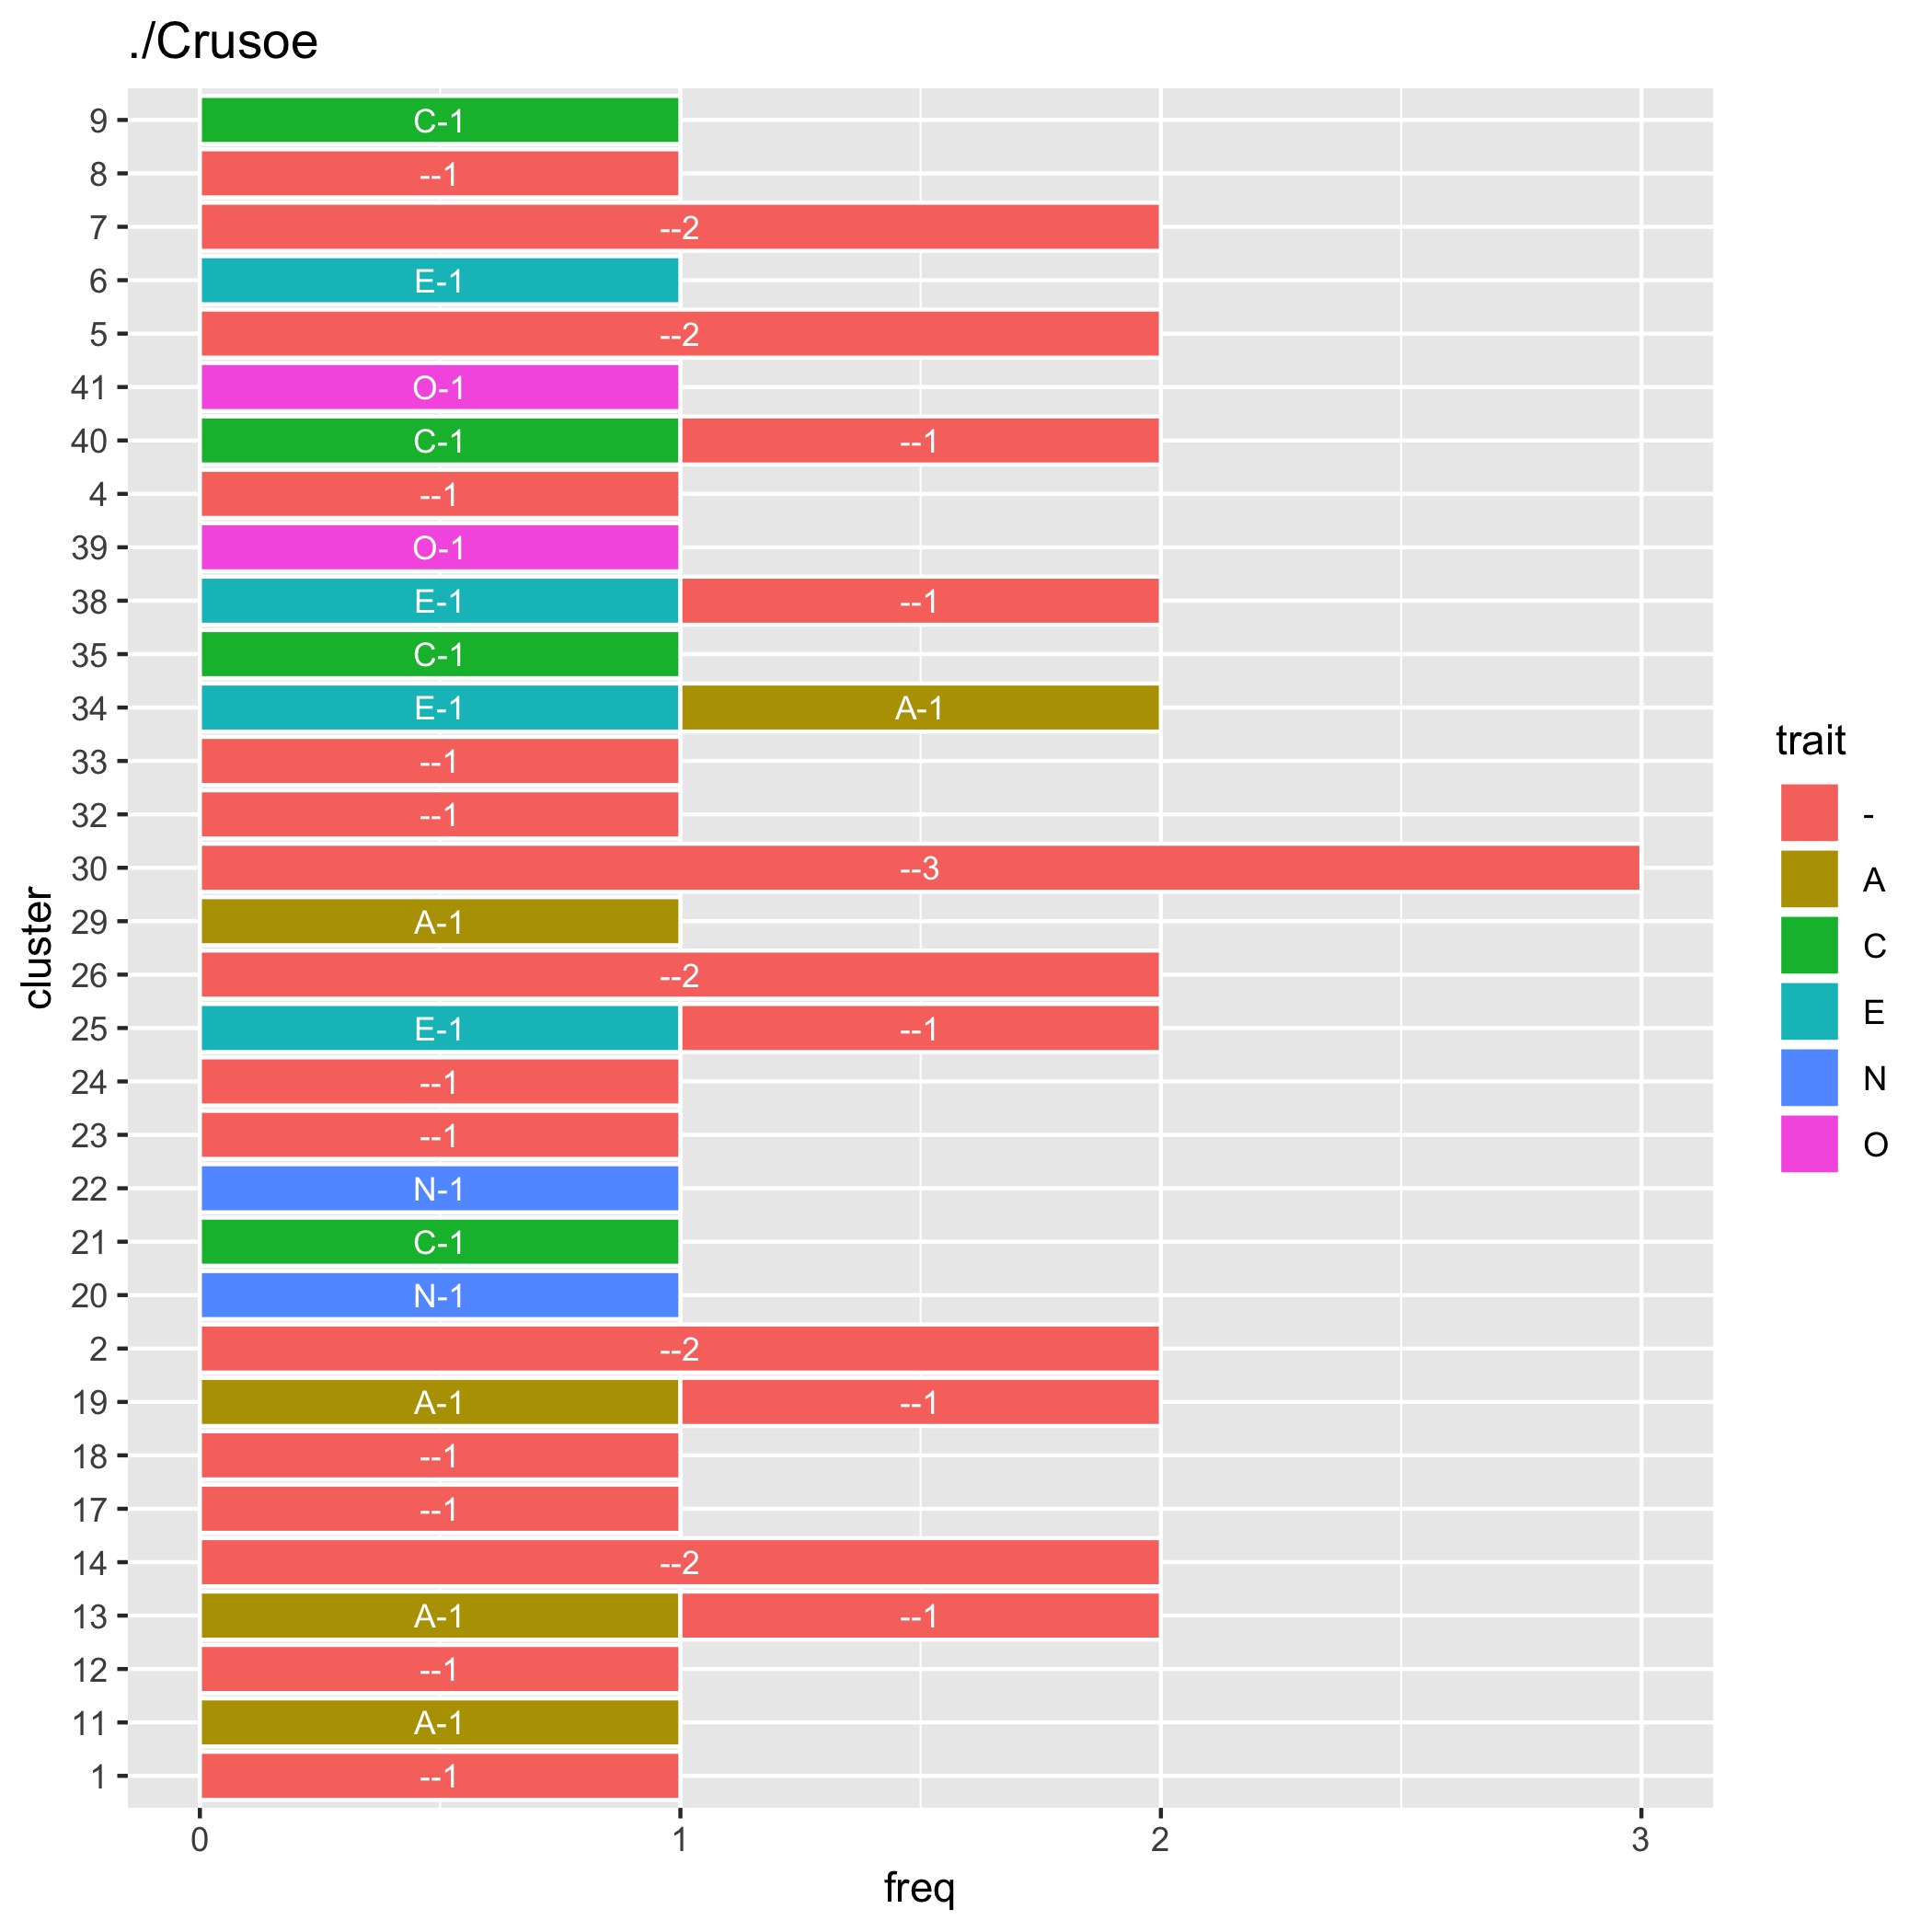 ./Crusoe
9 C-1
8 --1
7 --2
6 E-1
5 --2
41 O-1
40 C-1 --1
4 --1
39 O-1
38 E-1 --1
35 C-1
34 E-1 A-1
33 --1
32 --1
30 --3
29 A-1
26 --2
25 E-1 --1
24 --1
23 --1
22 N-1
21 C-1
20 N-1
2 --2
19 A-1 --1
18 --1
17 --1
14 --2
13 A-1 --1
12 --1
11 A-1
1 --1
cluster
0 1 2 3
freq
trait
-
A
C
E
N
O